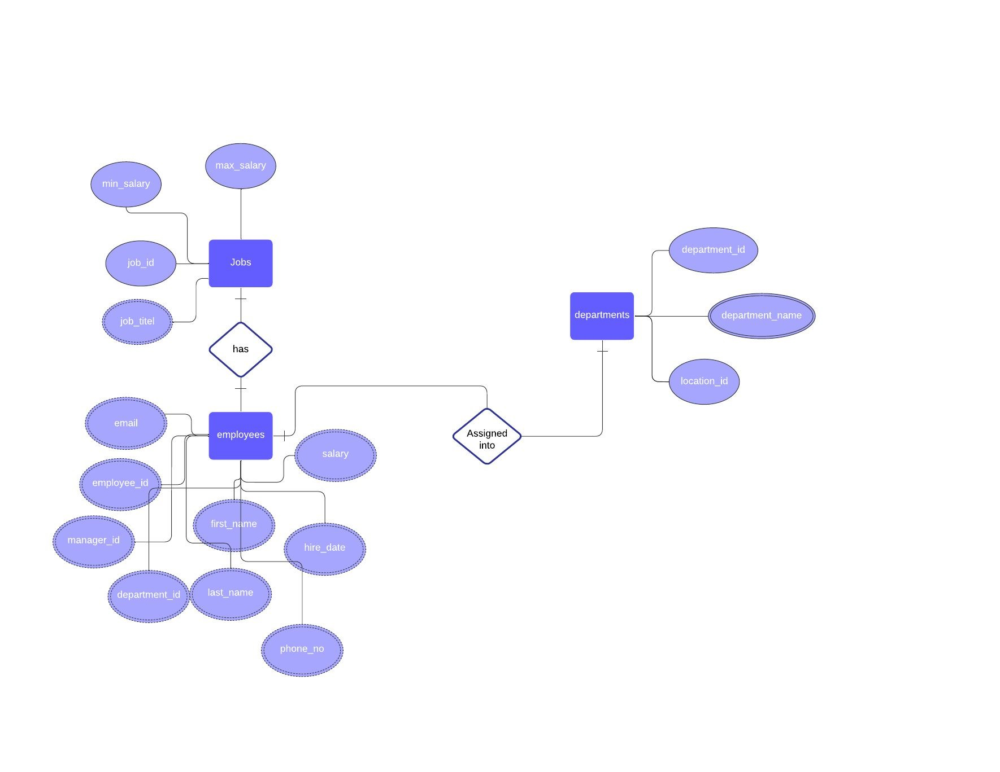 max_salary
min_salary
job_id
Jobs
job_titel
has
department_id
departments
department_name
location_id
email
employees
Assigned
into
salary
employee_id
first_name
manager_id
hire_date
department_id
last_name
phone_no